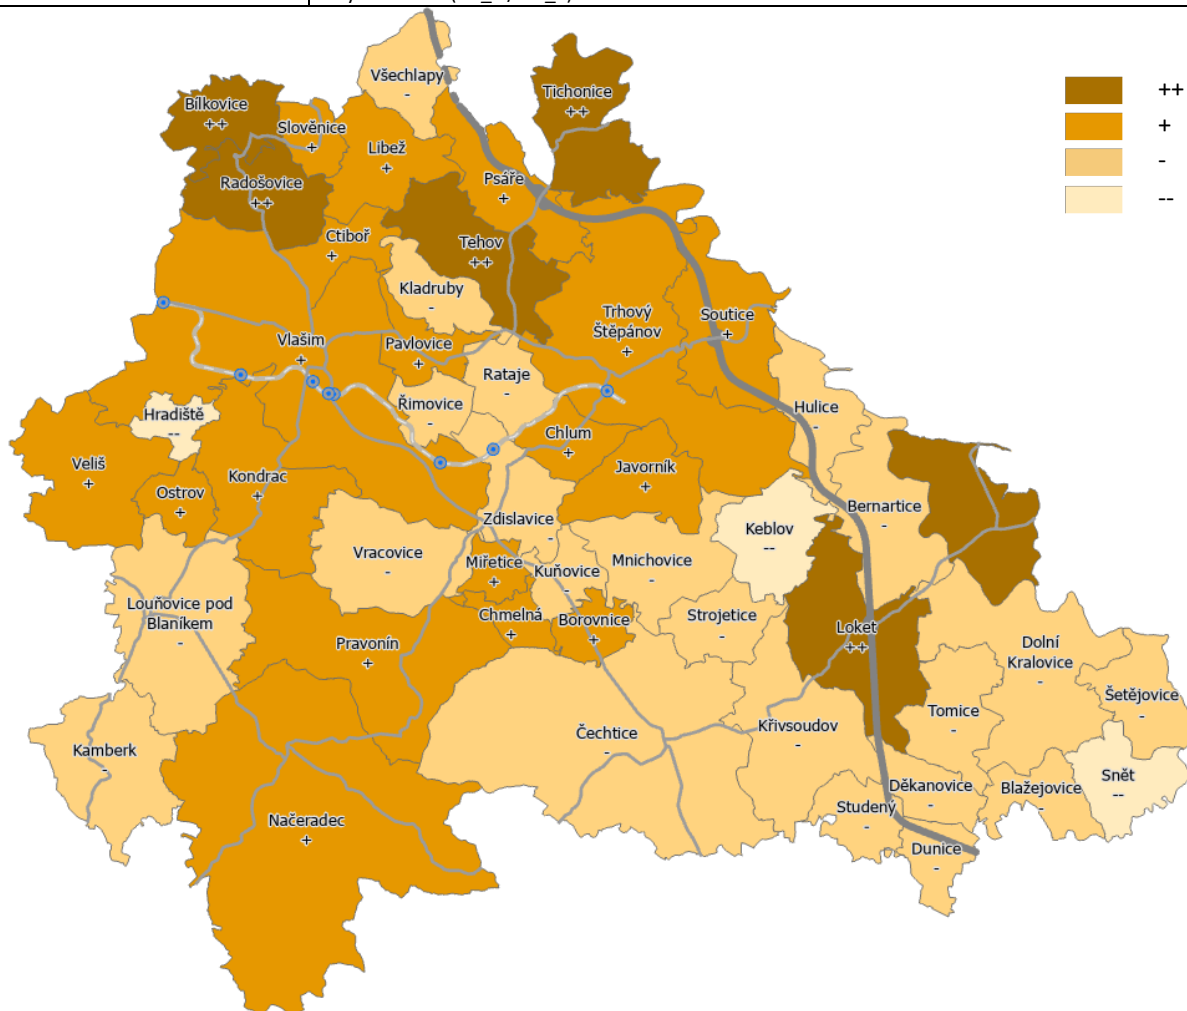 Všechlapy
-
Tichonice
++
++
Bílkovice
++
Slověnice
+
+
Libež
+
-
Radošovice
++
Psáře
+
--
Ctiboř
+
Tehov
++
Kladruby
-
Trhový
Štěpánov
+
Soutice
+
Vlašim
+
Pavlovice
+
Rataje
-
Římovice
-
Hulice
-
Hradiště
--
Chlum
+
Veliš
+
Javorník
+
Kondrac
+
Ostrov
+
Bernartice
-
Zdislavice
-
Keblov
--
Vracovice
-
Miřetice
+
Kuňovice
-
Mnichovice
-
Louňovice pod
Blaníkem
-
Chmelná
+
Borovnice
+
Strojetice
-
Loket
++
Pravonín
+
Dolní
Kralovice
-
Šetějovice
-
Tomice
-
Čechtice
-
Křivsoudov
-
Kamberk
-
Snět
--
Děkanovice
-
Blažejovice
-
Studený
-
Načeradec
+
Dunice
-